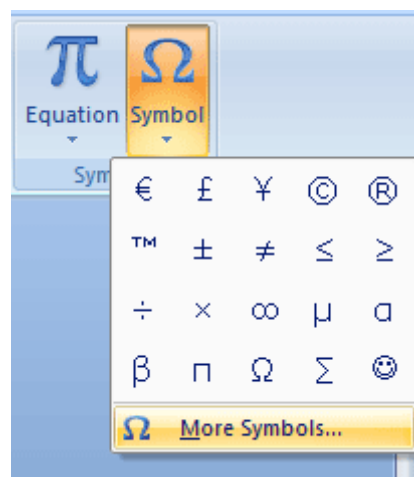 π Ω
Equation Symbol
Sym
€ £ ¥ © ®
™ ± ≠ ≤ ≥
÷ × ∞ µ α
β π Ω Σ ☺
Ω More Symbols...